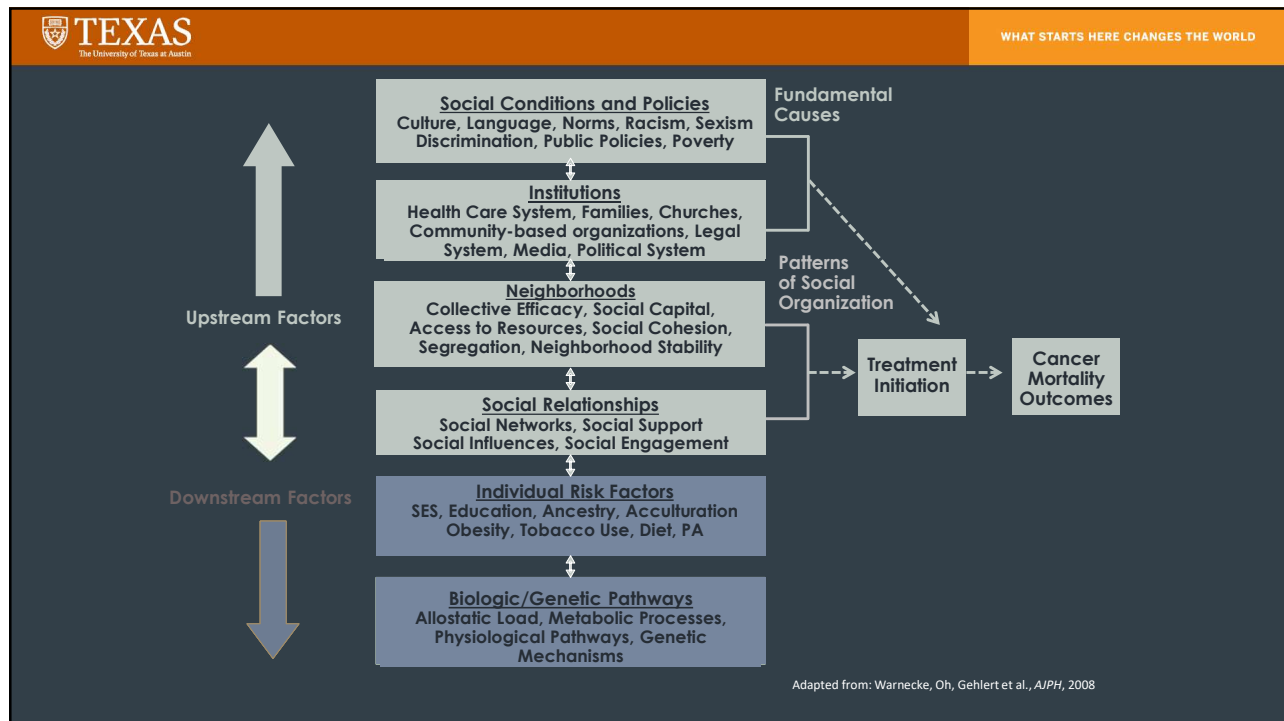 TEXAS
The University of Texas at Austin
WHAT STARTS HERE CHANGES THE WORLD
Social Conditions and Policies
Culture, Language, Norms, Racism, Sexism
Discrimination, Public Policies, Poverty
Fundamental
Causes
Institutions
Health Care System, Families, Churches,
Community-based organizations, Legal
System, Media, Political System
Patterns
of Social
Organization
Neighborhoods
Collective Efficacy, Social Capital,
Access to Resources, Social Cohesion,
Segregation, Neighborhood Stability
Upstream Factors
Treatment
Initiation
Cancer
Mortality
Outcomes
Social Relationships
Social Networks, Social Support
Social Influences, Social Engagement
Downstream Factors
Individual Risk Factors
SES, Education, Ancestry, Acculturation
Obesity, Tobacco Use, Diet, PA
Biologic/Genetic Pathways
Allostatic Load, Metabolic Processes,
Physiological Pathways, Genetic
Mechanisms
Adapted from: Warnecke, Oh, Gehlert et al., AJPH, 2008